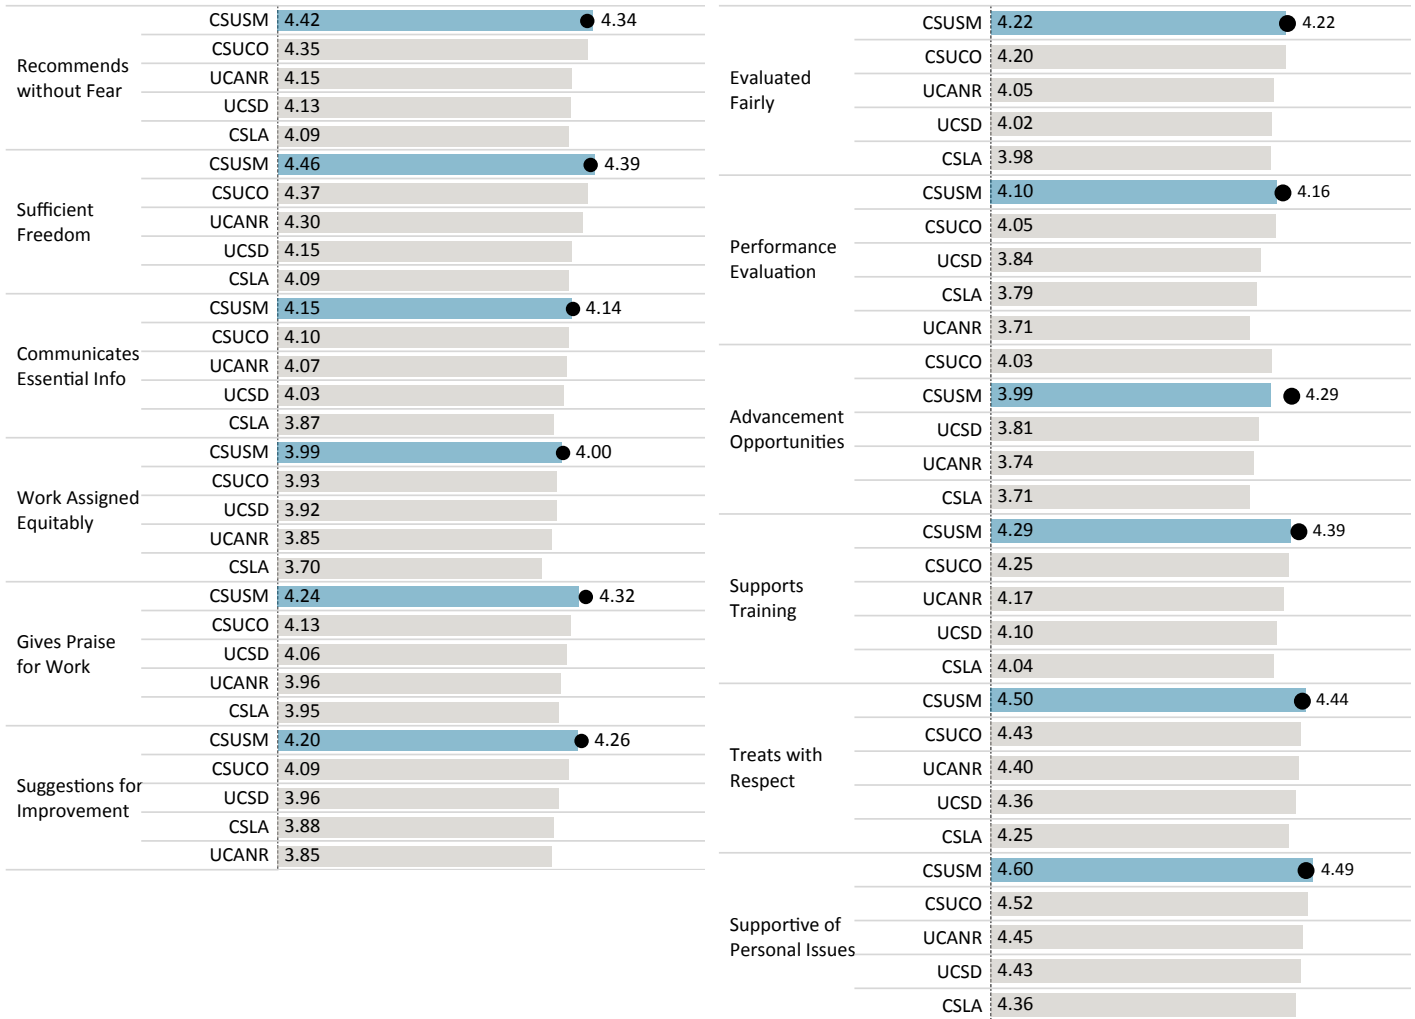 CSUSM 4.42 4.34
CSUCO 4.35
Recommends
without Fear
UCANR 4.15
UCSD 4.13
CSLA 4.09
CSUSM 4.46 4.39
CSUCO 4.37
Sufficient
Freedom
UCANR 4.30
UCSD 4.15
CSLA 4.09
CSUSM 4.15 4.14
CSUCO 4.10
Communicates
Essential Info
UCANR 4.07
UCSD 4.03
CSLA 3.87
CSUSM 3.99 4.00
CSUCO 3.93
Work Assigned
Equitably
UCSD 3.92
UCANR 3.85
CSLA 3.70
CSUSM 4.24 4.32
CSUCO 4.13
Gives Praise
for Work
UCSD 4.06
UCANR 3.96
CSLA 3.95
CSUSM 4.20 4.26
CSUCO 4.09
Suggestions for
Improvement
UCSD 3.96
CSLA 3.88
UCANR 3.85
CSUSM 4.22 4.22
CSUCO 4.20
Evaluated
Fairly
UCANR 4.05
UCSD 4.02
CSLA 3.98
CSUSM 4.10 4.16
CSUCO 4.05
Performance
Evaluation
UCSD 3.84
CSLA 3.79
UCANR 3.71
CSUCO 4.03
CSUSM 3.99 4.29
Advancement
Opportunities
UCSD 3.81
UCANR 3.74
CSLA 3.71
CSUSM 4.29 4.39
CSUCO 4.25
Supports
Training
UCANR 4.17
UCSD 4.10
CSLA 4.04
CSUSM 4.50 4.44
CSUCO 4.43
Treats with
Respect
UCANR 4.40
UCSD 4.36
CSLA 4.25
CSUSM 4.60 4.49
CSUCO 4.52
Supportive of
Personal Issues
UCANR 4.45
UCSD 4.43
CSLA 4.36